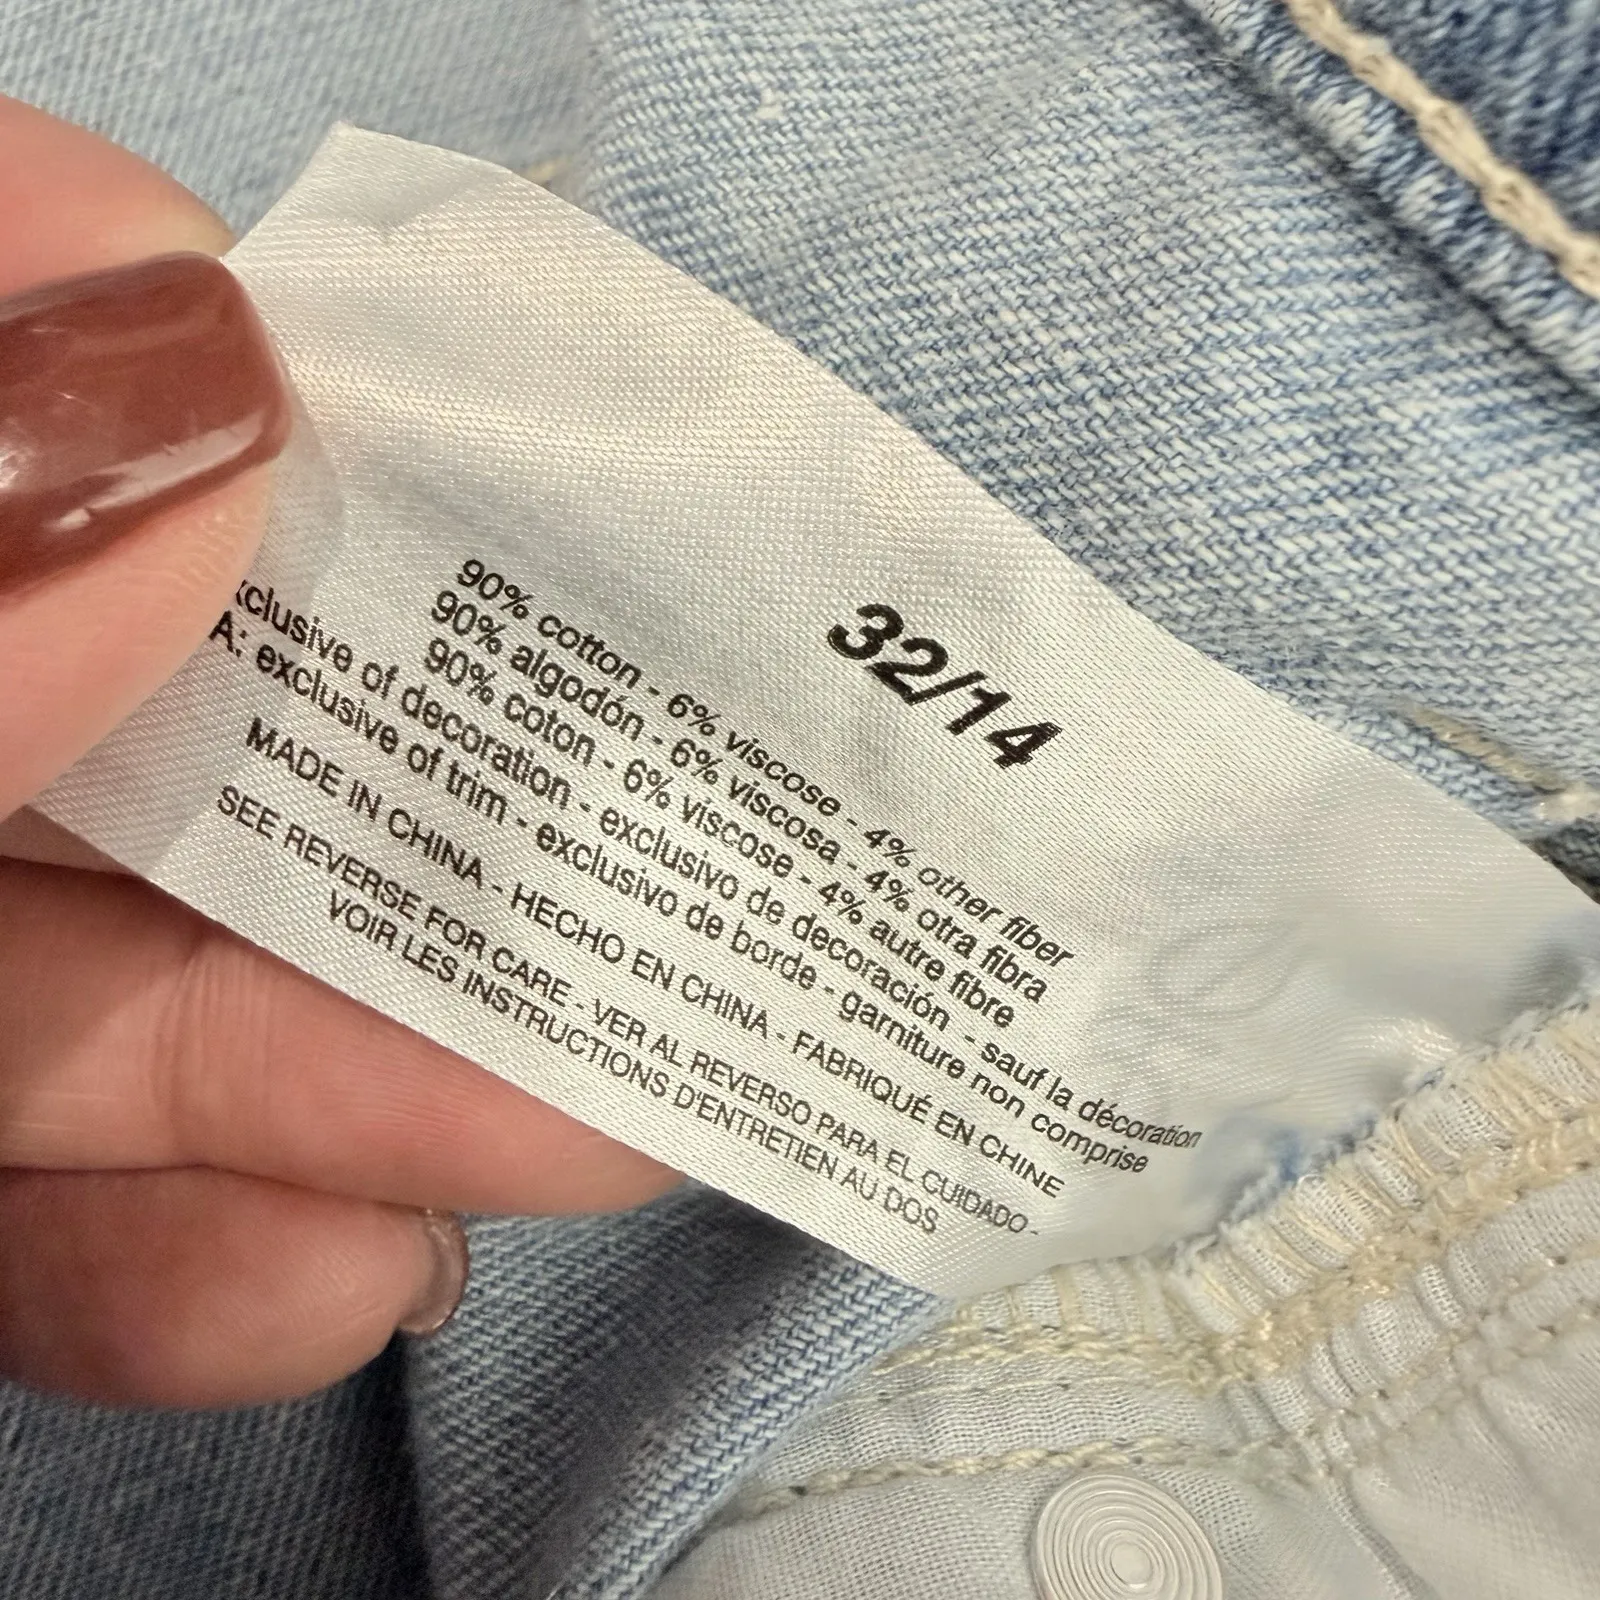 32/14
90% cotton - 6% viscose - 4% other fiber
90% algodón - 6% viscosa - 4% otra fibra
90% coton - 6% viscose - 4% autre fibre
exclusive of decoration - exclusivo de decoración - sauf la décoration
exclusive of trim - exclusivo de borde - garniture non comprise
MADE IN CHINA - HECHO EN CHINA - FABRIQUÉ EN CHINE
SEE REVERSE FOR CARE - VER AL REVERSO PARA EL CUIDADO -
VOIR LES INSTRUCTIONS D'ENTRETIEN AU DOS